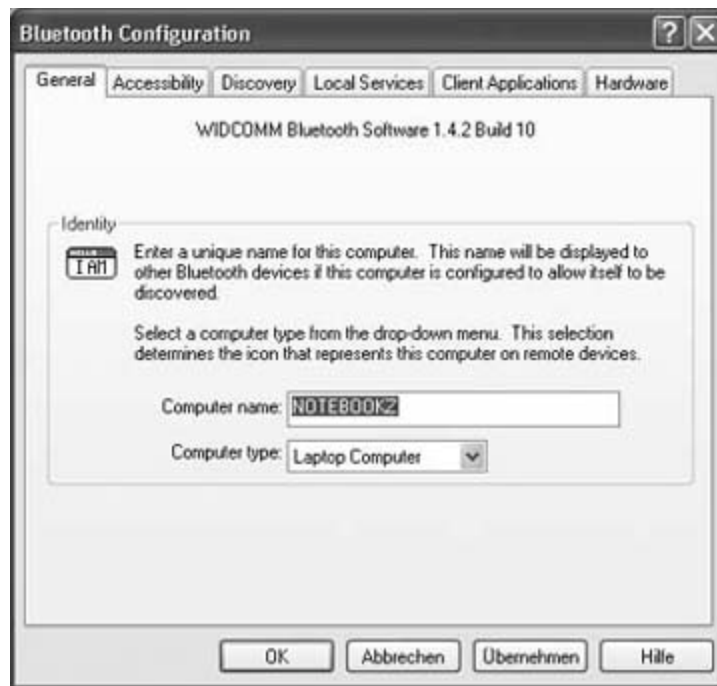 Bluetooth Configuration
General Accessibility Discovery Local Services Client Applications Hardware
WIDCOMM Bluetooth Software 1.4.2 Build 10
Identity
I AM
Enter a unique name for this computer. This name will be displayed to
other Bluetooth devices if this computer is configured to allow itself to be
discovered.
Select a computer type from the drop-down menu. This selection
determines the icon that represents this computer on remote devices.
Computer name: NOTEBOOK2
Computer type: Laptop Computer
OK Abbrechen Übernehmen Hilfe